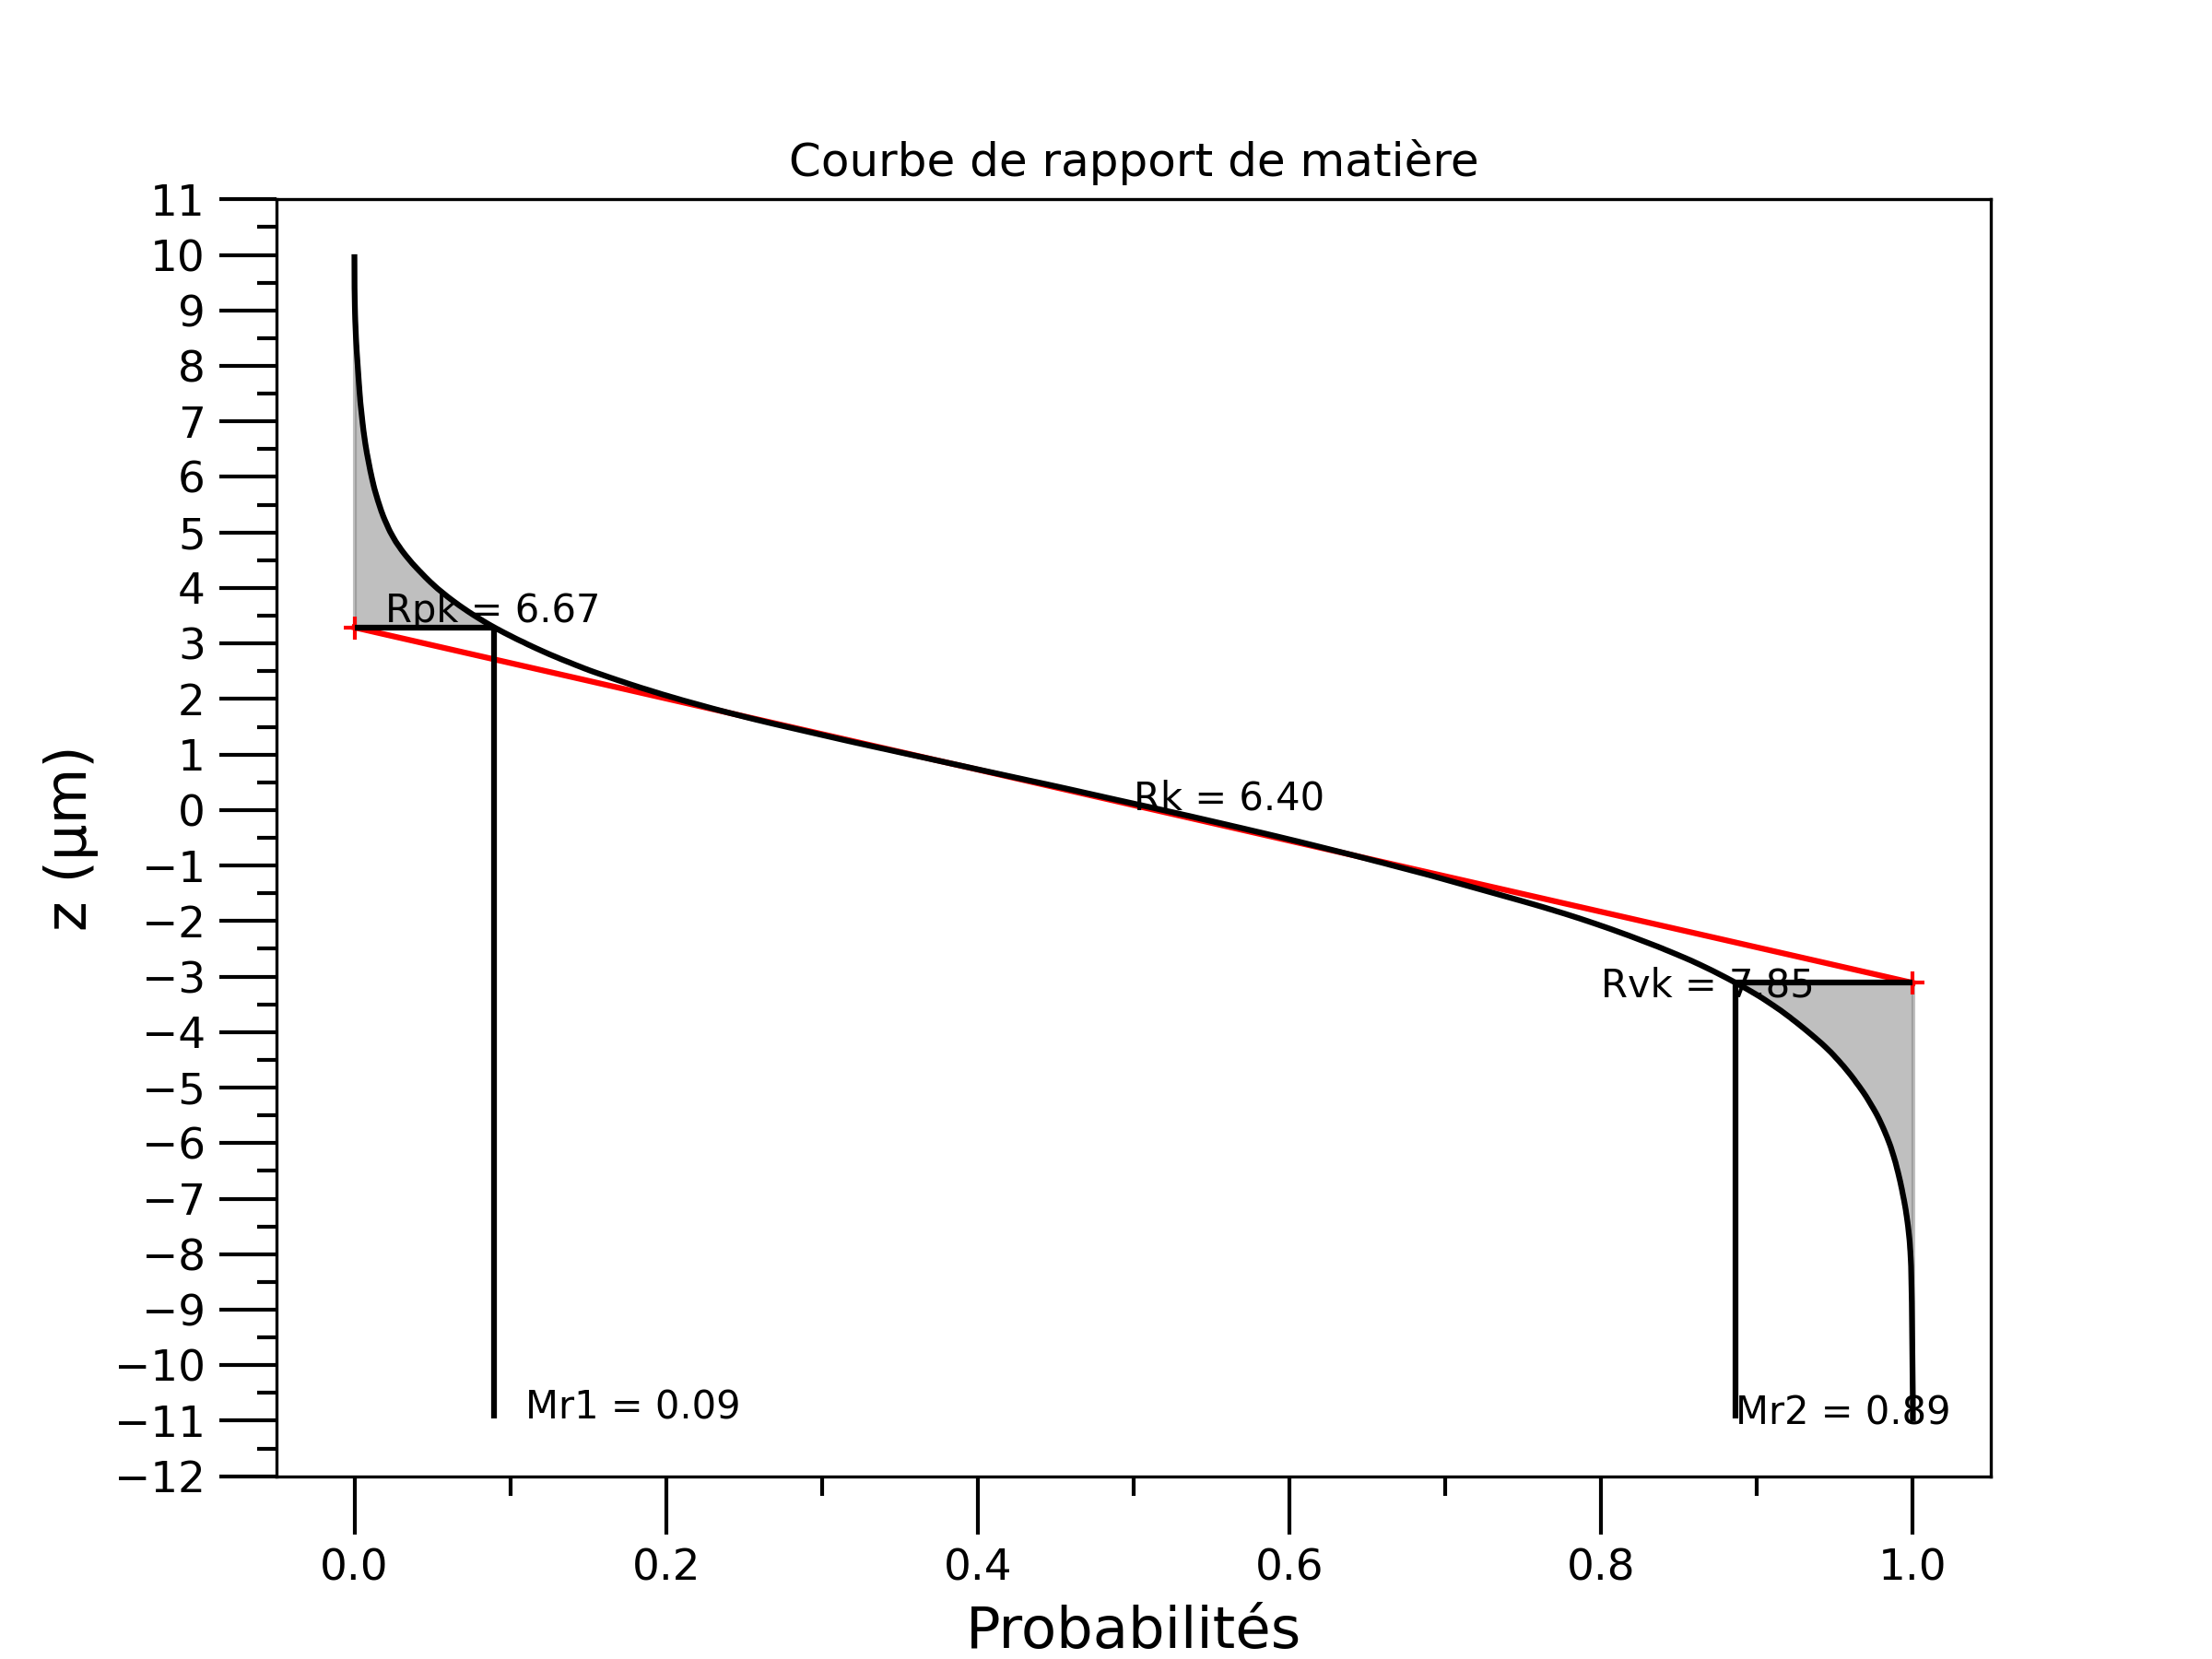 Courbe de rapport de matière
11
10
9
8
7
6
5
4
3
2
1
0
−1
−2
−3
−4
−5
−6
−7
−8
−9
−10
−11
−12
z (µm)
Rpk = 6.67
Rk = 6.40
Rvk = 7.85
Mr1 = 0.09
Mr2 = 0.89
0.0 0.2 0.4 0.6 0.8 1.0
Probabilités